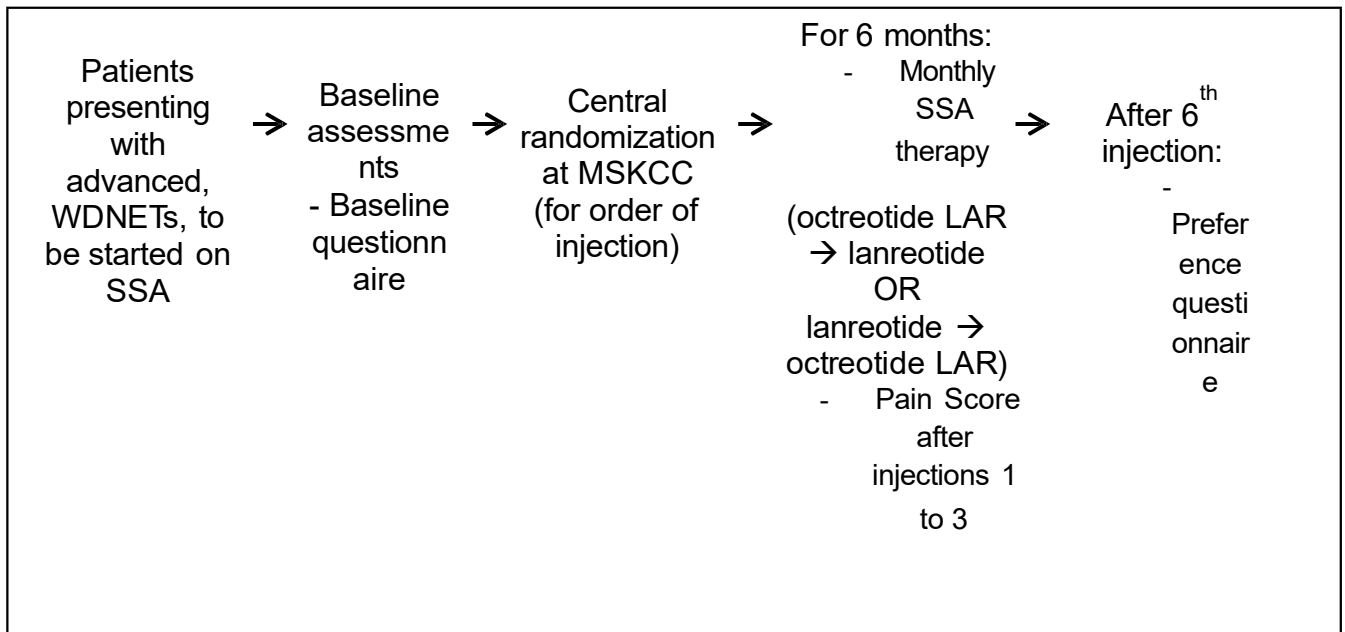 Patients
presenting
with
advanced,
WDNETs, to
be started on
SSA
→
Baseline
assessme
nts
- Baseline
questionn
aire
→
Central
randomization
at MSKCC
(for order of
injection)
→
For 6 months:
- Monthly
SSA
therapy
(octreotide LAR
→ lanreotide
OR
lanreotide →
octreotide LAR)
- Pain Score
after
injections 1
to 3
→
After 6th
injection:
-
Prefer
ence
questi
onnair
e